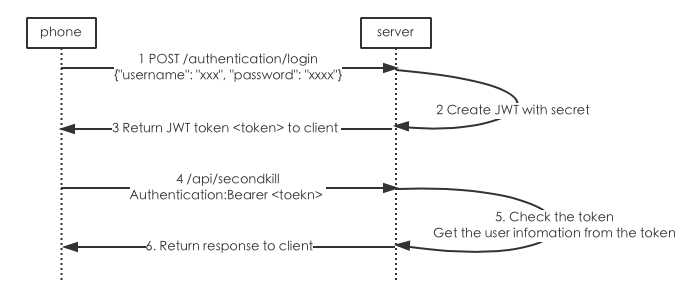 phone
server
1 POST /authentication/login
{"username": "xxx", "password": "xxxx"}
2 Create JWT with secret
3 Return JWT token <token> to client
4 /api/secondkill
Authentication:Bearer <toekn>
5. Check the token
Get the user infomation from the token
6. Return response to client